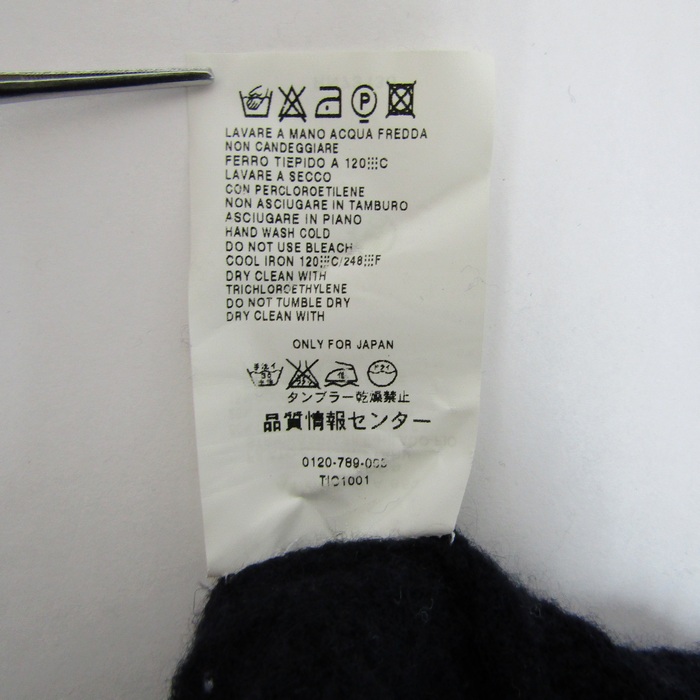 P
LAVARE A MANO ACQUA FREDDA
NON CANDEGGIARE
FERRO TIEPIDO A 120⁝⁝⁝C
LAVARE A SECCO
CON PERCLOROETILENE
NON ASCIUGARE IN TAMBURO
ASCIUGARE IN PIANO
HAND WASH COLD
DO NOT USE BLEACH
COOL IRON 120⁝⁝⁝C/248⁝⁝⁝F
DRY CLEAN WITH
TRICHLOROETHYLENE
DO NOT TUMBLE DRY
DRY CLEAN WITH
ONLY FOR JAPAN
タンブラー乾燥禁止
品質情報センター
TIC1001